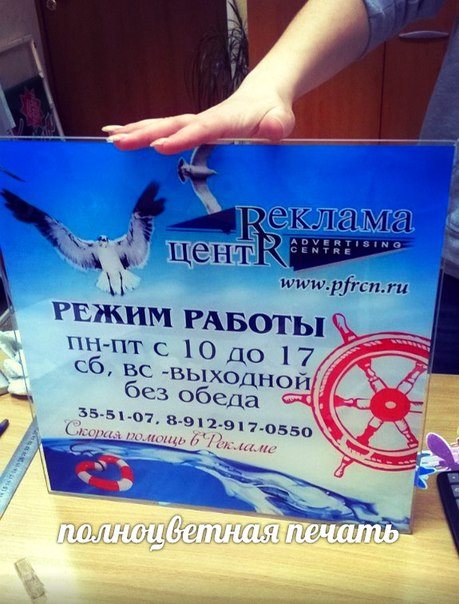 Rеклама
центR ADVERTISING
CENTRE
www.pfrcn.ru
РЕЖИМ РАБОТЫ
пн-пт с 10 до 17
сб, вс -выходной
без обеда
35-51-07, 8-912-917-0550
Скорая помощь в Рекламе
полноцветная печать